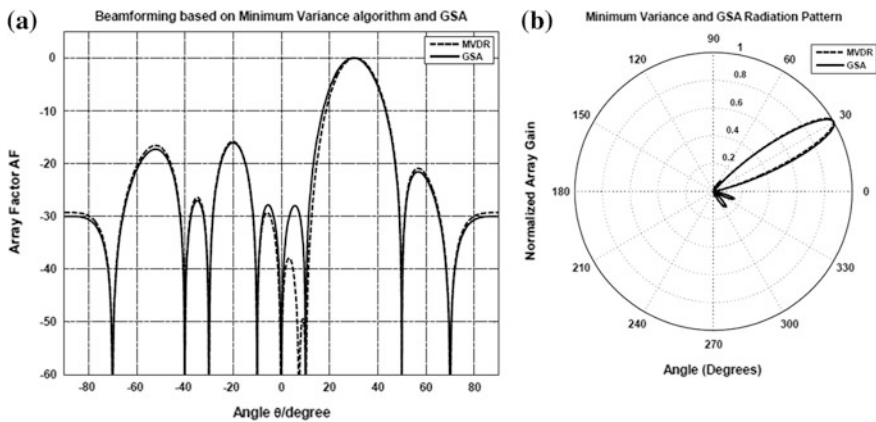 (a)
Beamforming based on Minimum Variance algorithm and GSA
MVDR
GSA
Array Factor AF
0
-10
-20
-30
-40
-50
-60
-80 -60 -40 -20 0 20 40 60 80
Angle θ/degree
(b)
Minimum Variance and GSA Radiation Pattern
MVDR
GSA
Normalized Array Gain
90
1
120
60
0.8
0.6
150
30
0.4
0.2
180
0
210
330
240
300
270
Angle (Degrees)